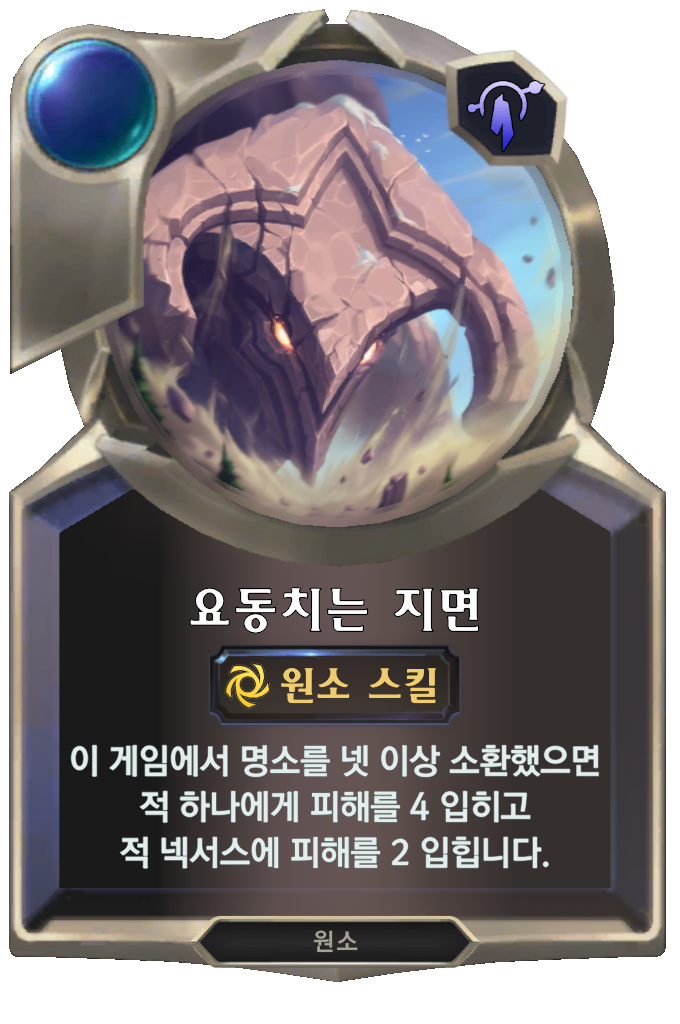 요동치는 지면
원소 스킬
이 게임에서 명소를 넷 이상 소환했으면
적 하나에게 피해를 4 입히고
적 넥서스에 피해를 2 입힙니다.
원소